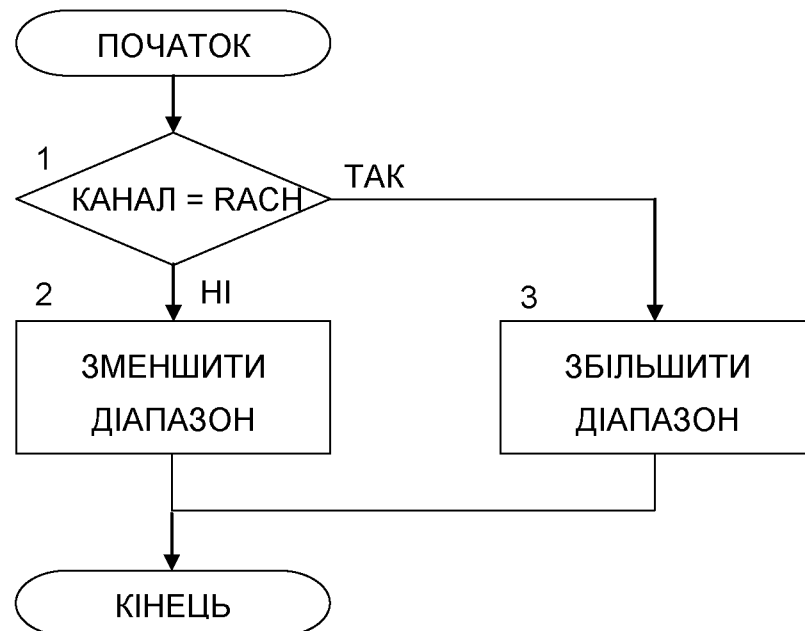 ПОЧАТОК
1
КАНАЛ = RACH
ТАК
2
НІ
3
ЗМЕНШИТИ
ДІАПАЗОН
ЗБІЛЬШИТИ
ДІАПАЗОН
КІНЕЦЬ